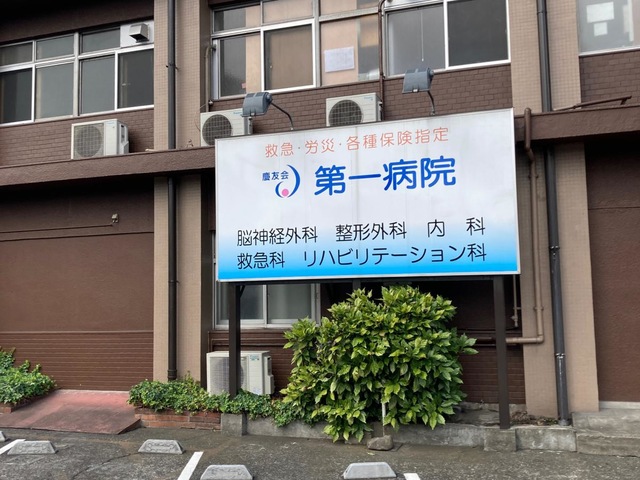 救急・労災・各種保険指定
慶友会 第一病院
脳神経外科 整形外科 内科
救急科 リハビリテーション科